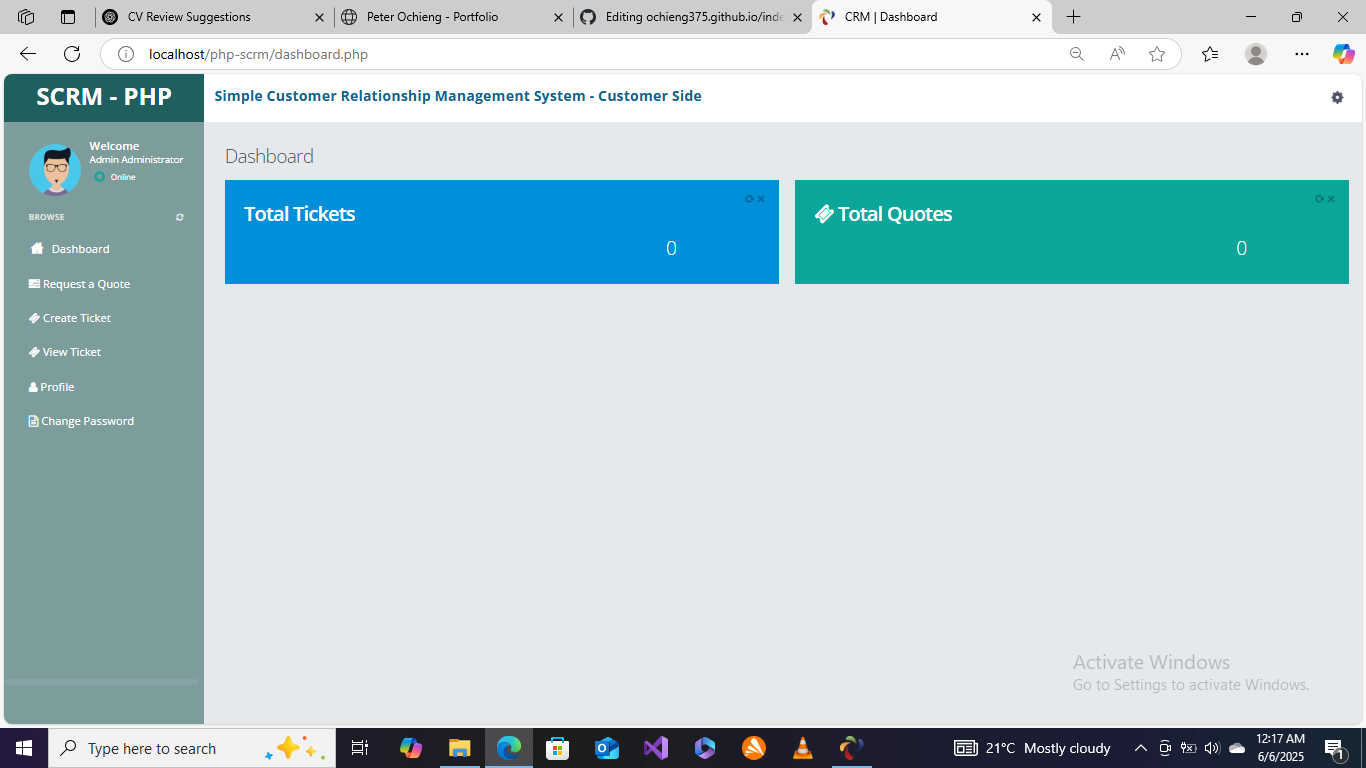 CV Review Suggestions
Peter Ochieng - Portfolio
Editing ochieng375.github.io/inde
CRM | Dashboard
localhost/php-scrm/dashboard.php
SCRM - PHP
Simple Customer Relationship Management System - Customer Side
Welcome
Admin Administrator
Online
BROWSE
Dashboard
Request a Quote
Create Ticket
View Ticket
Profile
Change Password
Dashboard
Total Tickets
0
Total Quotes
0
Activate Windows
Go to Settings to activate Windows.
Type here to search
21°C Mostly cloudy
12:17 AM
6/6/2025
1